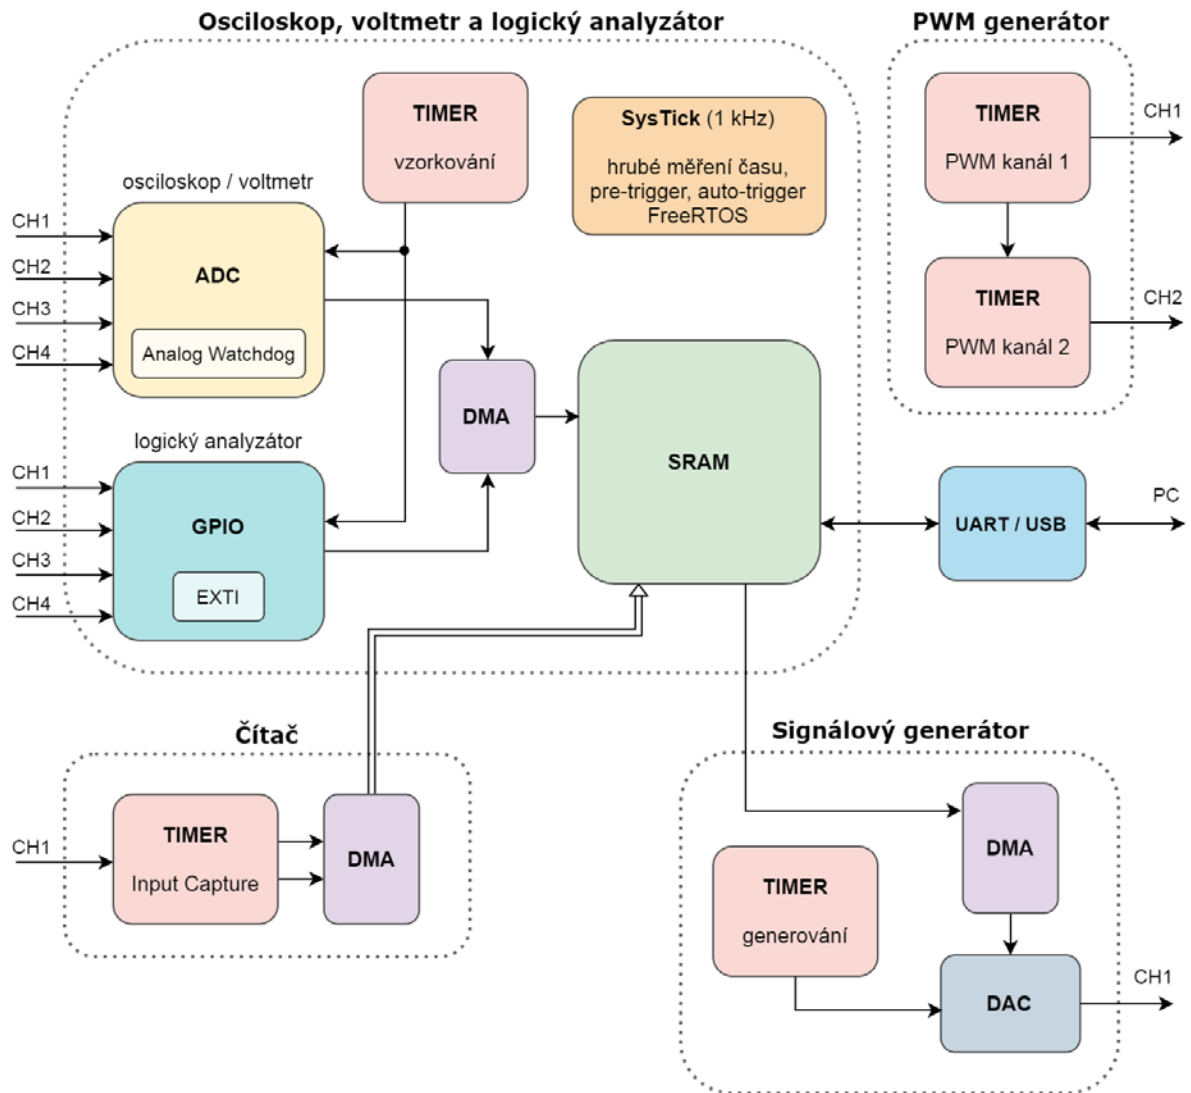 Osciloskop, voltmetr a logický analyzátor
PWM generátor
TIMER
vzorkování
SysTick (1 kHz)
hrubé měření času,
pre-trigger, auto-trigger
FreeRTOS
TIMER
PWM kanál 1
CH1
osciloskop / voltmetr
CH1
CH2
CH3
CH4
ADC
Analog Watchdog
TIMER
PWM kanál 2
CH2
DMA
SRAM
logický analyzátor
CH1
CH2
CH3
CH4
GPIO
EXTI
UART / USB
PC
Čítač
CH1
TIMER
Input Capture
DMA
Signálový generátor
DMA
TIMER
generování
DAC
CH1